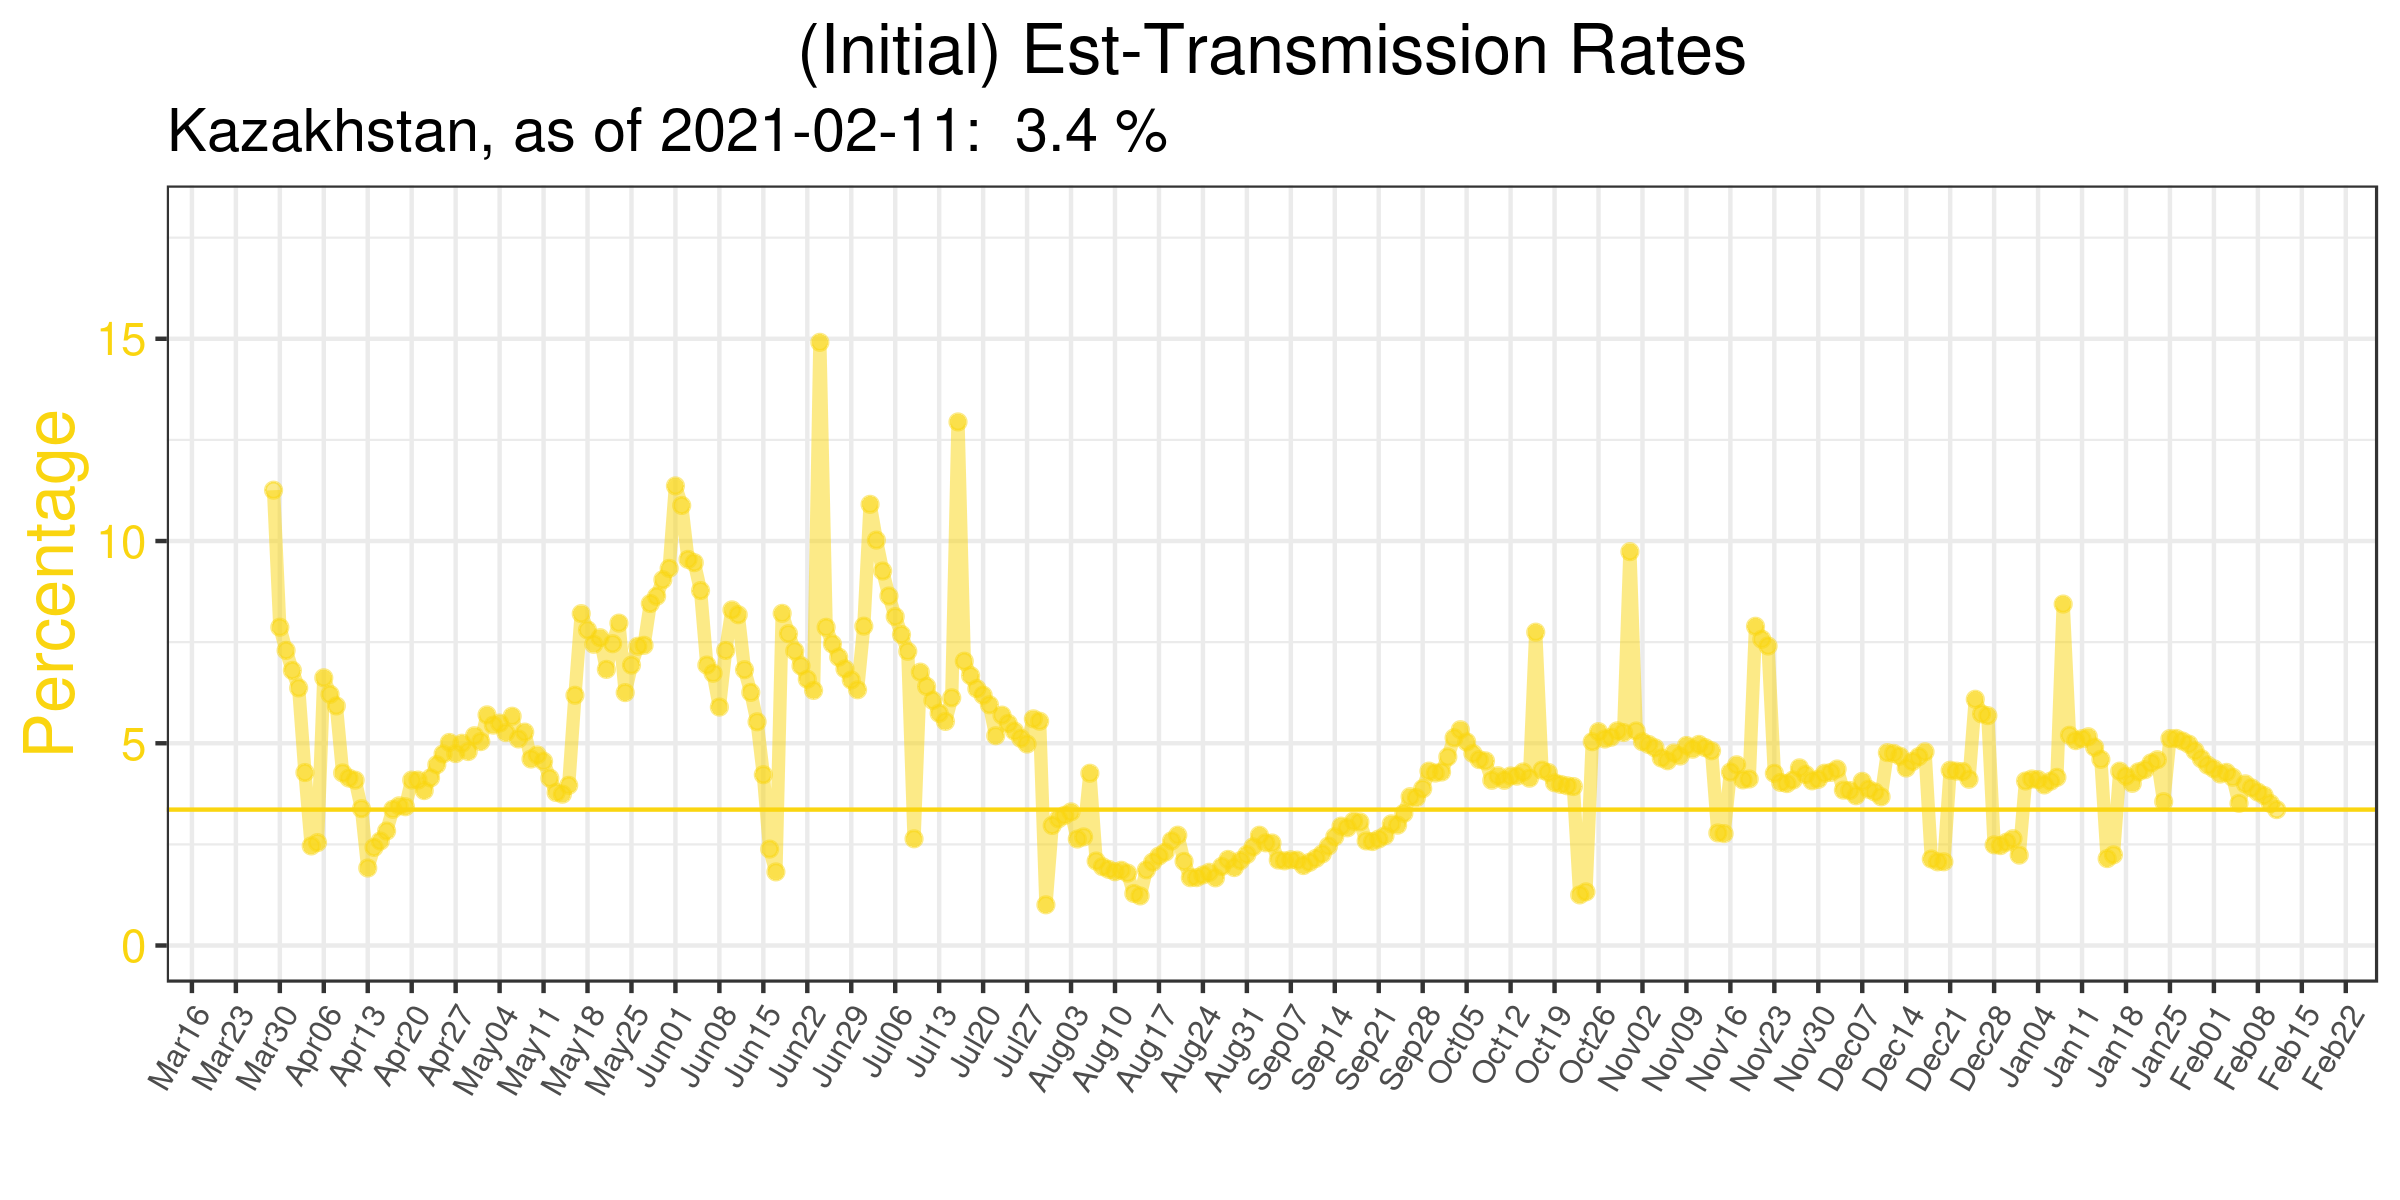 (Initial) Est-Transmission Rates
Kazakhstan, as of 2021-02-11:  3.4 %
Percentage
15
10
5
0
Mar16
Mar23
Mar30
Apr06
Apr13
Apr20
Apr27
May04
May11
May18
May25
Jun01
Jun08
Jun15
Jun22
Jun29
Jul06
Jul13
Jul20
Jul27
Aug03
Aug10
Aug17
Aug24
Aug31
Sep07
Sep14
Sep21
Sep28
Oct05
Oct12
Oct19
Oct26
Nov02
Nov09
Nov16
Nov23
Nov30
Dec07
Dec14
Dec21
Dec28
Jan04
Jan11
Jan18
Jan25
Feb01
Feb08
Feb15
Feb22